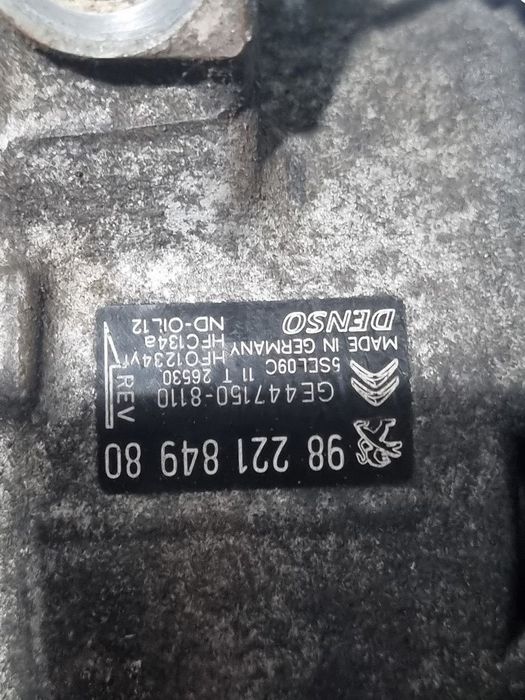 98 221 849 80
GE447150-8110
REV
5SEL09C 11 T 26530
MADE IN GERMANY HFO1234yf
HFC134a
DENSO
ND-OIL12